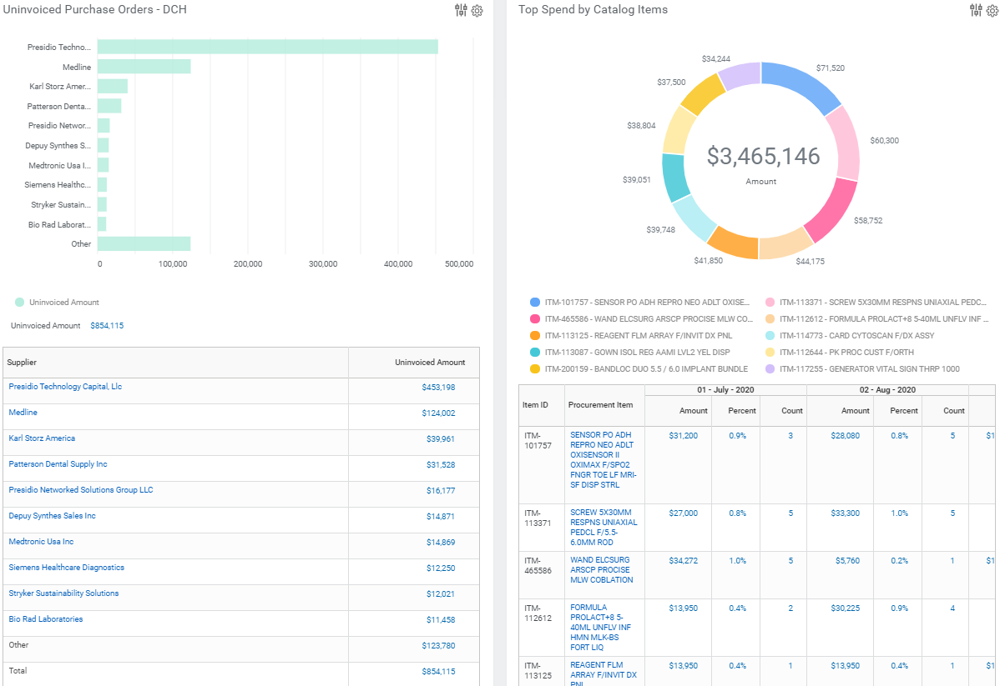 Uninvoiced Purchase Orders - DCH
Presidio Techno...
Medline
Karl Storz Amer...
Patterson Denta...
Presidio Networ...
Depuy Synthes S...
Medtronic Usa I...
Siemens Healthc...
Stryker Sustain...
Bio Rad Laborat...
Other
0 100,000 200,000 300,000 400,000 500,000
Uninvoiced Amount
Uninvoiced Amount $854,115
Supplier Uninvoiced Amount
Presidio Technology Capital, Llc $453,198
Medline $124,002
Karl Storz America $39,961
Patterson Dental Supply Inc $31,528
Presidio Networked Solutions Group LLC $16,177
Depuy Synthes Sales Inc $14,871
Medtronic Usa Inc $14,869
Siemens Healthcare Diagnostics $12,250
Stryker Sustainability Solutions $12,021
Bio Rad Laboratories $11,458
Other $123,780
Total $854,115
Top Spend by Catalog Items
$34,244
$71,520
$37,500
$38,804
$60,300
$3,465,146
Amount
$39,051
$58,752
$39,748
$41,850
$44,175
ITM-101757 - SENSOR PO ADH REPRO NEO ADLT OXISE... ITM-113371 - SCREW 5X30MM RESPNS UNIAXIAL PEDC...
ITM-465586 - WAND ELCSURG ARSCP PROCISE MLW CO... ITM-112612 - FORMULA PROLACT+8 5-40ML UNFLV INF ...
ITM-113125 - REAGENT FLM ARRAY F/INVIT DX PNL ITM-114773 - CARD CYTOSCAN F/DX ASSY
ITM-113087 - GOWN ISOL REG AAMI LVL2 YEL DISP ITM-112644 - PK PROC CUST F/ORTH
ITM-200159 - BANDLOC DUO 5.5 / 6.0 IMPLANT BUNDLE ITM-117255 - GENERATOR VITAL SIGN THRP 1000
01 - July - 2020 02 - Aug - 2020
Item ID Procurement Item Amount Percent Count Amount Percent Count
ITM- SENSOR PO ADH $31,200 0.9% 3 $28,080 0.8% 5 $1
101757 REPRO NEO ADLT
OXISENSOR II
OXIMAX F/SPO2
FNGR TOE LF MRI-
SF DISP STRL
ITM- SCREW 5X30MM $27,000 0.8% 5 $33,300 1.0% 5
113371 RESPNS UNIAXIAL
PEDCL F/5.5-
6.0MM ROD
ITM- WAND ELCSURG $34,272 1.0% 5 $5,760 0.2% 1 $1
465586 ARSCP PROCISE
MLW COBLATION
ITM- FORMULA $13,950 0.4% 2 $30,225 0.9% 4
112612 PROLACT+8 5-
40ML UNFLV INF
HMN MLK-BS
FORT LIQ
ITM- REAGENT FLM $13,950 0.4% 1 $13,950 0.4% 1 $1
113125 ARRAY F/INVIT DX
PNL